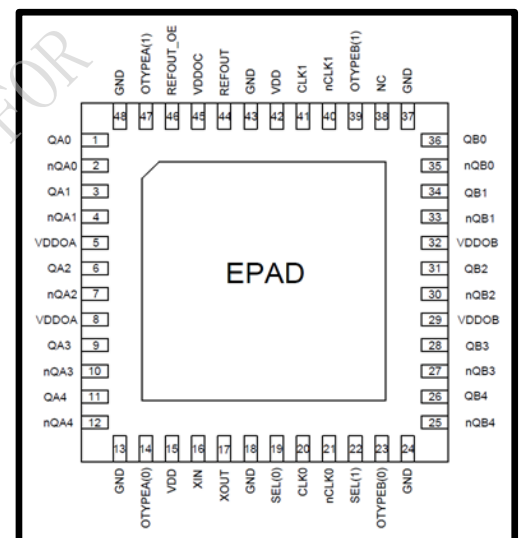 FOR
GND OTYPEA(1) REFOUT_OE VDDOC REFOUT GND VDD CLK1 nCLK1 OTYPEB(1) NC GND
48 47 46 45 44 43 42 41 40 39 38 37
QA0 1 36 QB0
nQA0 2 35 nQB0
QA1 3 34 QB1
nQA1 4 33 nQB1
VDDOA 5 32 VDDOB
QA2 6 31 QB2
EPAD
nQA2 7 30 nQB2
VDDOA 8 29 VDDOB
QA3 9 28 QB3
nQA3 10 27 nQB3
QA4 11 26 QB4
nQA4 12 25 nQB4
13 14 15 16 17 18 19 20 21 22 23 24
GND OTYPEA(0) VDD XIN XOUT GND SEL(0) CLK0 nCLK0 SEL(1) OTYPEB(0) GND